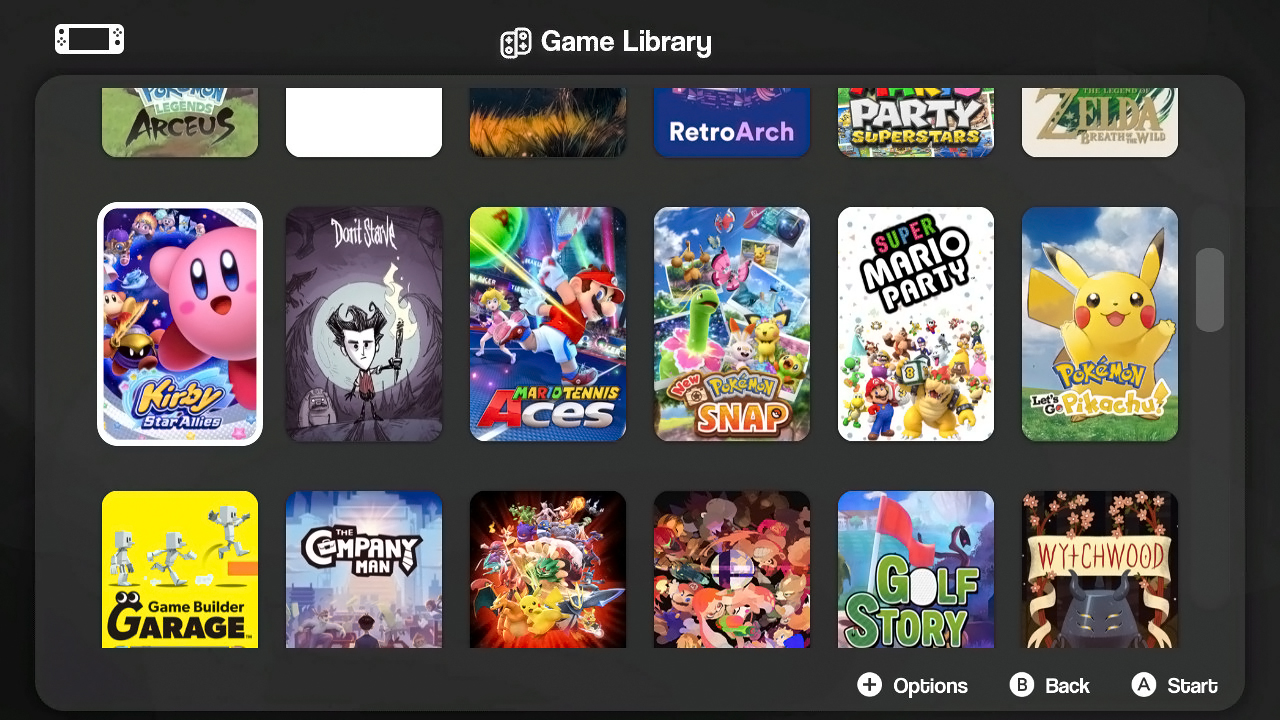 Game Library
POKÉMON
LEGENDS
ARCEUS
RetroArch
MARIO
PARTY
SUPERSTARS
THE LEGEND OF
ZELDA
BREATH OF THE WILD
Kirby
Star Allies
Don't Starve
MARIO TENNIS
Aces
New Pokémon
SNAP
SUPER
MARIO
PARTY
POKÉMON
Let's Go Pikachu!
Game Builder
GARAGE
THE
COMPANY
MAN
GOLF
STORY
WYTCHWOOD
+ Options
B Back
A Start